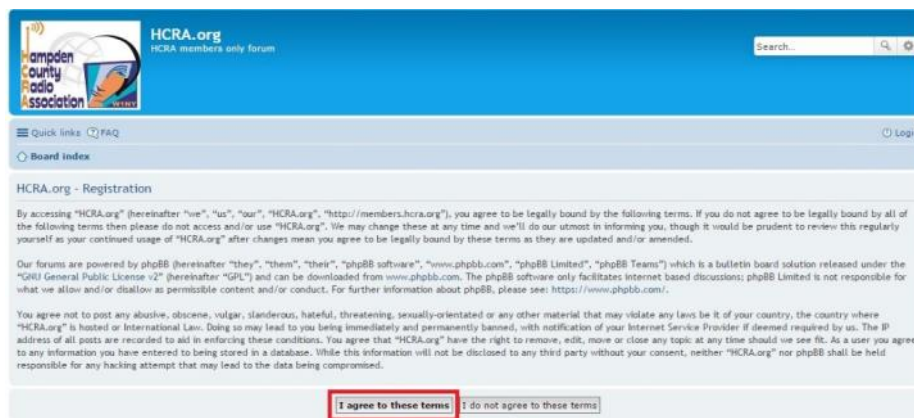 Hampden
County
Radio
Association
W1NY
HCRA.org
HCRA members only forum
Search...
Quick links FAQ
Logi
Board index
HCRA.org - Registration
By accessing “HCRA.org” (hereinafter “we”, “us”, “our”, “HCRA.org”, “http://members.hcra.org”), you agree to be legally bound by the following terms. If you do not agree to be legally bound by all of
the following terms then please do not access and/or use “HCRA.org”. We may change these at any time and we’ll do our utmost in informing you, though it would be prudent to review this regularly
yourself as your continued usage of “HCRA.org” after changes mean you agree to be legally bound by these terms as they are updated and/or amended.
Our forums are powered by phpBB (hereinafter “they”, “them”, “their”, “phpBB software”, “www.phpbb.com”, “phpBB Limited”, “phpBB Teams”) which is a bulletin board solution released under the
“GNU General Public License v2” (hereinafter “GPL”) and can be downloaded from www.phpbb.com. The phpBB software only facilitates internet based discussions; phpBB Limited is not responsible for
what we allow and/or disallow as permissible content and/or conduct. For further information about phpBB, please see: https://www.phpbb.com/.
You agree not to post any abusive, obscene, vulgar, slanderous, hateful, threatening, sexually-orientated or any other material that may violate any laws be it of your country, the country where
“HCRA.org” is hosted or International Law. Doing so may lead to you being immediately and permanently banned, with notification of your Internet Service Provider if deemed required by us. The IP
address of all posts are recorded to aid in enforcing these conditions. You agree that “HCRA.org” have the right to remove, edit, move or close any topic at any time should we see fit. As a user you agree
to any information you have entered to being stored in a database. While this information will not be disclosed to any third party without your consent, neither “HCRA.org” nor phpBB shall be held
responsible for any hacking attempt that may lead to the data being compromised.
I agree to these terms I do not agree to these terms